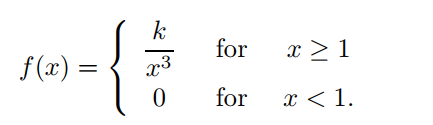 f(x) = { k/x³ for x ≥ 1
0 for x < 1.